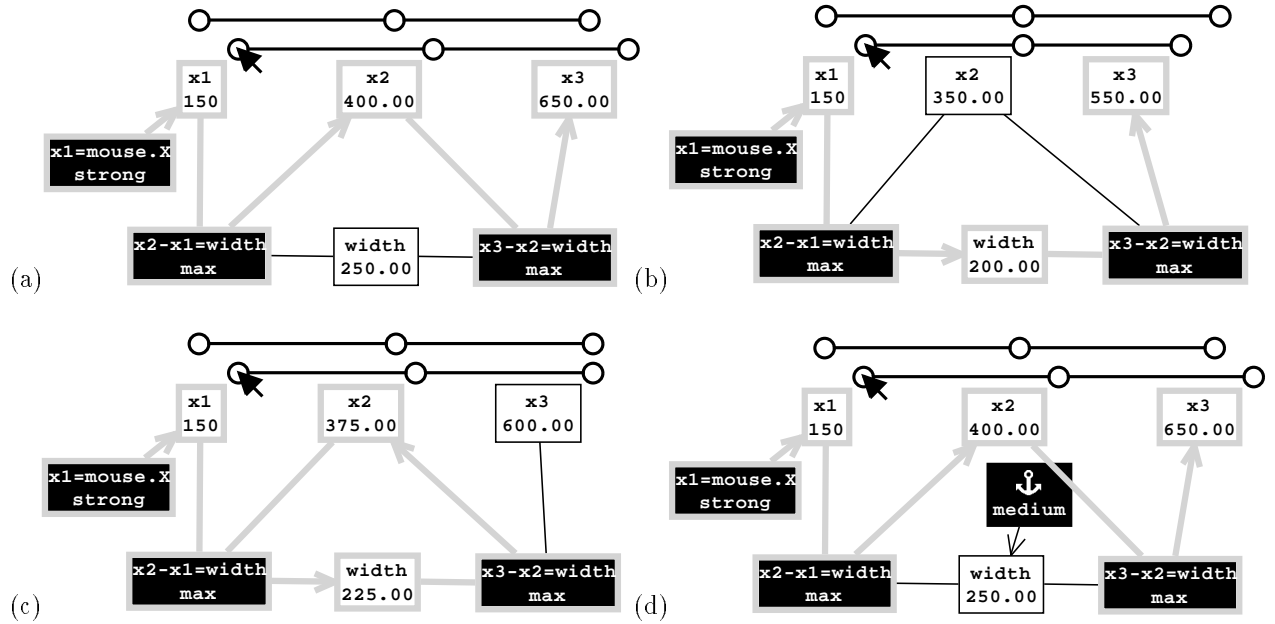 x1
150
x2
400.00
x3
650.00
x1=mouse.X
strong
x2-x1=width
max
width
250.00
x3-x2=width
max
(a)
x1
150
x2
350.00
x3
550.00
x1=mouse.X
strong
x2-x1=width
max
width
200.00
x3-x2=width
max
(b)
x1
150
x2
375.00
x3
600.00
x1=mouse.X
strong
x2-x1=width
max
width
225.00
x3-x2=width
max
(c)
x1
150
x2
400.00
x3
650.00
x1=mouse.X
strong
medium
x2-x1=width
max
width
250.00
x3-x2=width
max
(d)